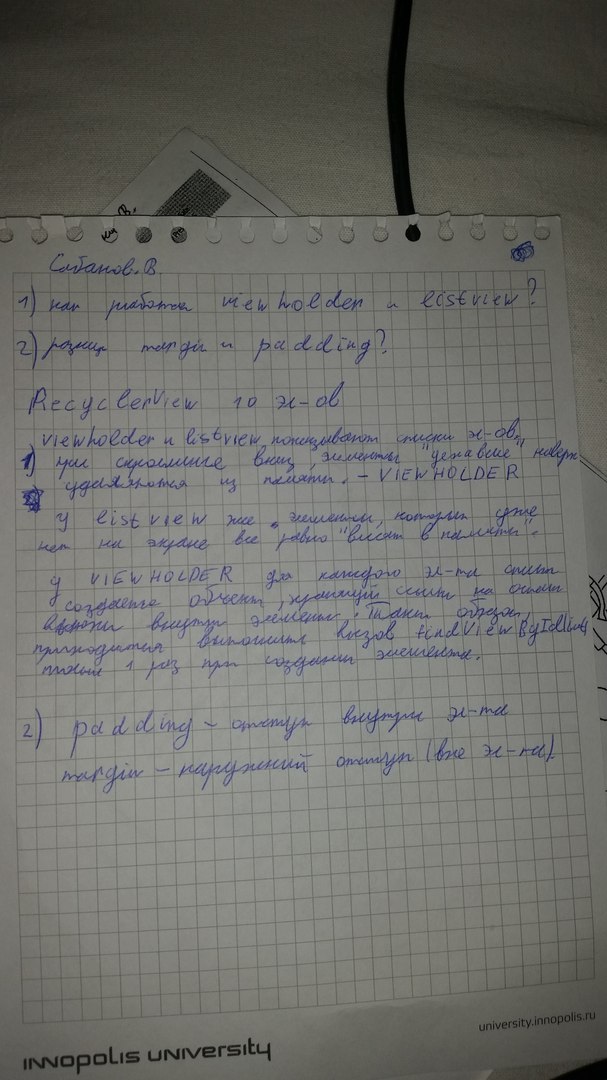 Сабанов.В.
1) как работает viewholder и listview?
2) разница margin и padding?
RecyclerView 10 эл-ов
viewholder и listview показывают списки эл-ов.
1) при скроллинге вниз, элементы "уехавшие" наверх
удаляются из памяти. - VIEWHOLDER
У listview же элементы, которых уже
нет на экране все равно "висят в памяти".
У VIEWHOLDER для каждого эл-та списка
создается объект, хранящий ссылки на
внутри элемента. Таким образом,
приходится выполнять вызов findViewById
только 1 раз при создании элемента.
2) padding - отступ внутри эл-та
margin - наружний отступ (вне эл-та).
university.innopolis.ru
INNOPOLIS UNIVERSITY